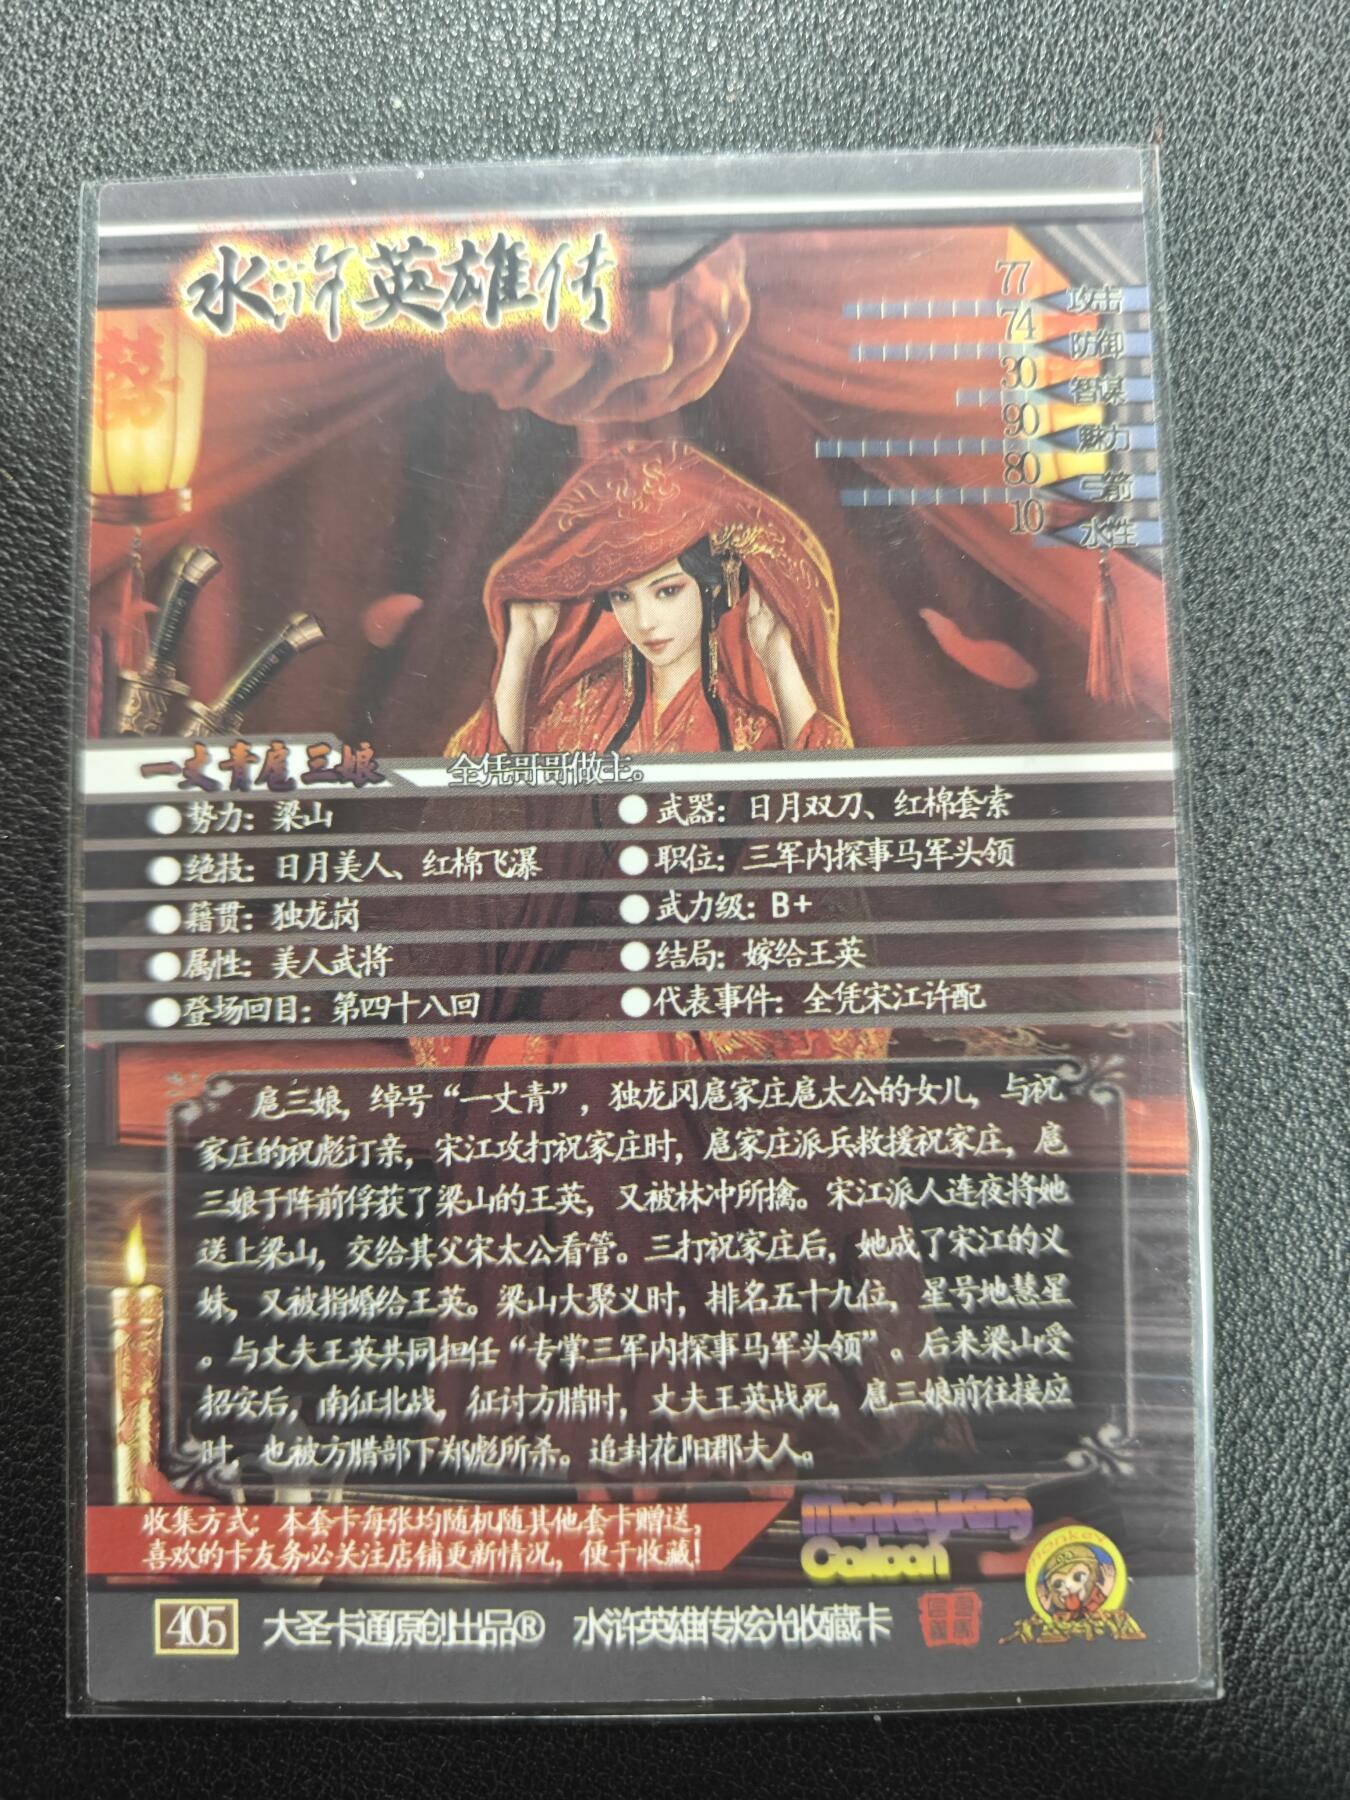 水浒英雄传
77 攻击
74 防御
30 智谋
90 魅力
80 弓箭
10 水性
囍
一丈青扈三娘 全凭哥哥做主。
势力：梁山 武器：日月双刀、红棉套索
绝技：日月美人、红棉飞瀑 职位：三军内探事马军头领
籍贯：独龙岗 武力级：B+
属性：美人武将 结局：嫁给王英
登场回目：第四十八回 代表事件：全凭宋江许配
扈三娘，绰号“一丈青”，独龙冈扈家庄扈太公的女儿，与祝
家庄的祝彪订亲，宋江攻打祝家庄时，扈家庄派兵救援祝家庄，扈
三娘于阵前俘获了梁山的王英，又被林冲所擒。宋江派人连夜将她
送上梁山，交给其父宋太公看管。三打祝家庄后，她成了宋江的义
妹，又被指婚给王英。梁山大聚义时，排名五十九位，星号地慧星
。与丈夫王英共同担任“专掌三军内探事马军头领”。后来梁山受
招安后，南征北战，征讨方腊时，丈夫王英战死，扈三娘前往接应
时，也被方腊部下郑彪所杀。追封花阳郡夫人。
收集方式：本套卡每张均随机随其他套卡赠送，
喜欢的卡友务必关注店铺更新情况，便于收藏！
MonkeyKing
Catoon
monkey
大圣卡通
405 大圣卡通原创出品® 水浒英雄传炫光收藏卡